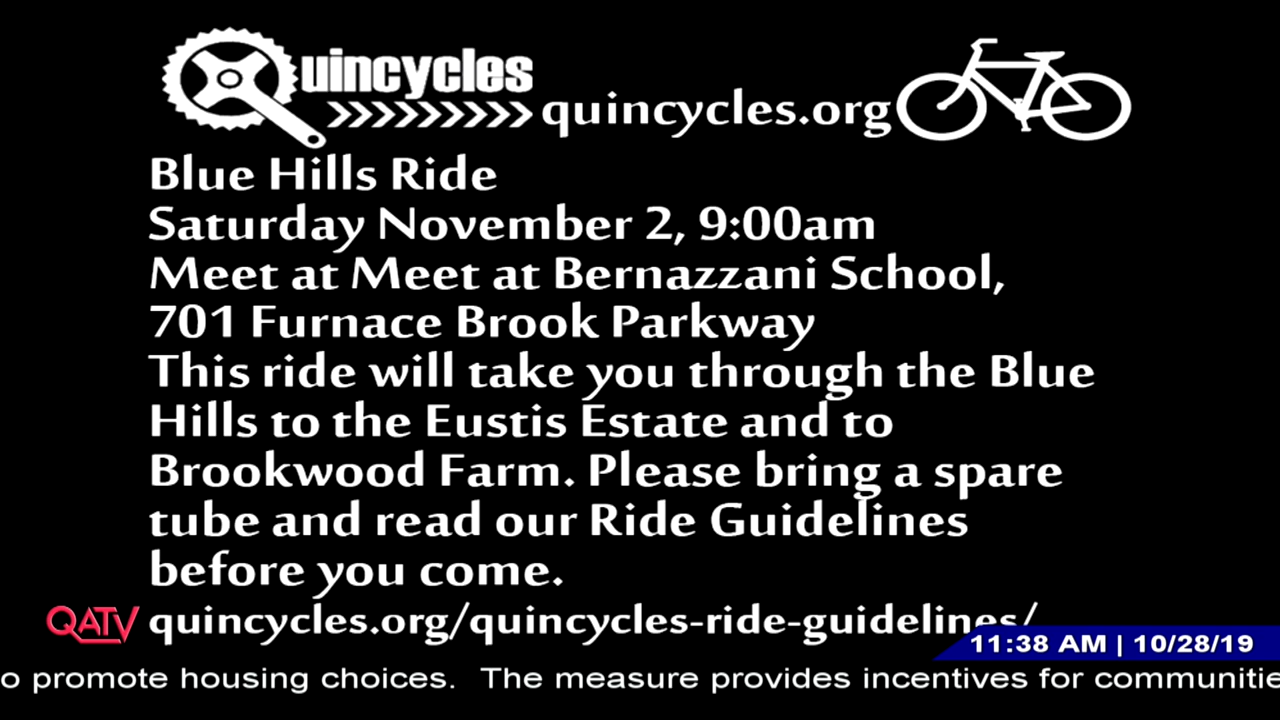 Quincycles
quincycles.org
Blue Hills Ride
Saturday November 2, 9:00am
Meet at Meet at Bernazzani School,
701 Furnace Brook Parkway
This ride will take you through the Blue
Hills to the Eustis Estate and to
Brookwood Farm. Please bring a spare
tube and read our Ride Guidelines
before you come.
QATV quincycles.org/quincycles-ride-guidelines/
11:38 AM | 10/28/19
o promote housing choices. The measure provides incentives for communitie